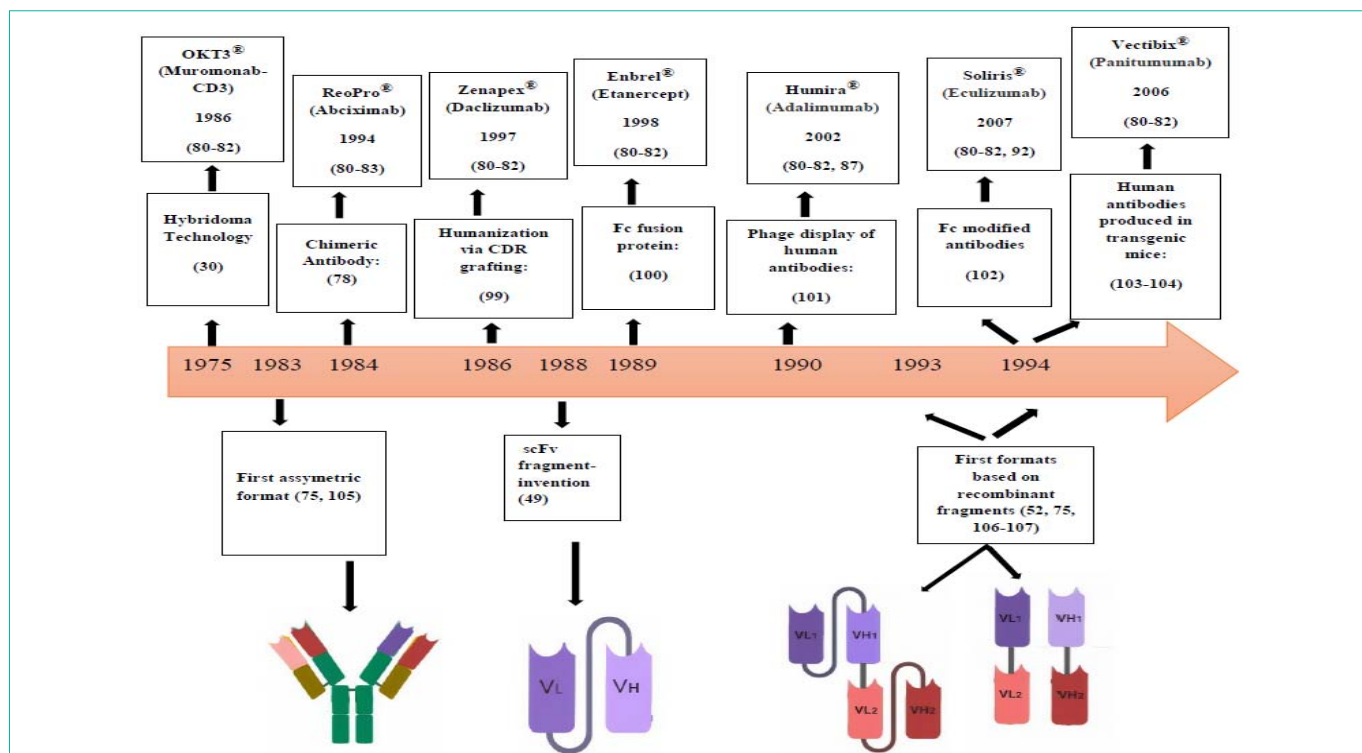 OKT3®
(Muromonab-
CD3)
1986
(80-82)
ReoPro®
(Abciximab)
1994
(80-83)
Zenapex®
(Daclizumab)
1997
(80-82)
Enbrel®
(Etanercept)
1998
(80-82)
Humira®
(Adalimumab)
2002
(80-82, 87)
Soliris®
(Eculizumab)
2007
(80-82, 92)
Vectibix®
(Panitumumab)
2006
(80-82)
Hybridoma
Technology
(30)
Chimeric
Antibody:
(78)
Humanization
via CDR
grafting:
(99)
Fc fusion
protein:
(100)
Phage display of
human
antibodies:
(101)
Fc modified
antibodies
(102)
Human
antibodies
produced in
transgenic
mice:
(103-104)
1975 1983 1984 1986 1988 1989 1990 1993 1994
First assymetric
format (75, 105)
scFv
fragment-
invention
(49)
First formats
based on
recombinant
fragments (52, 75,
106-107)
VL VH
VL1 VH1
VL2 VH2
VL1 VH1
VL2 VH2